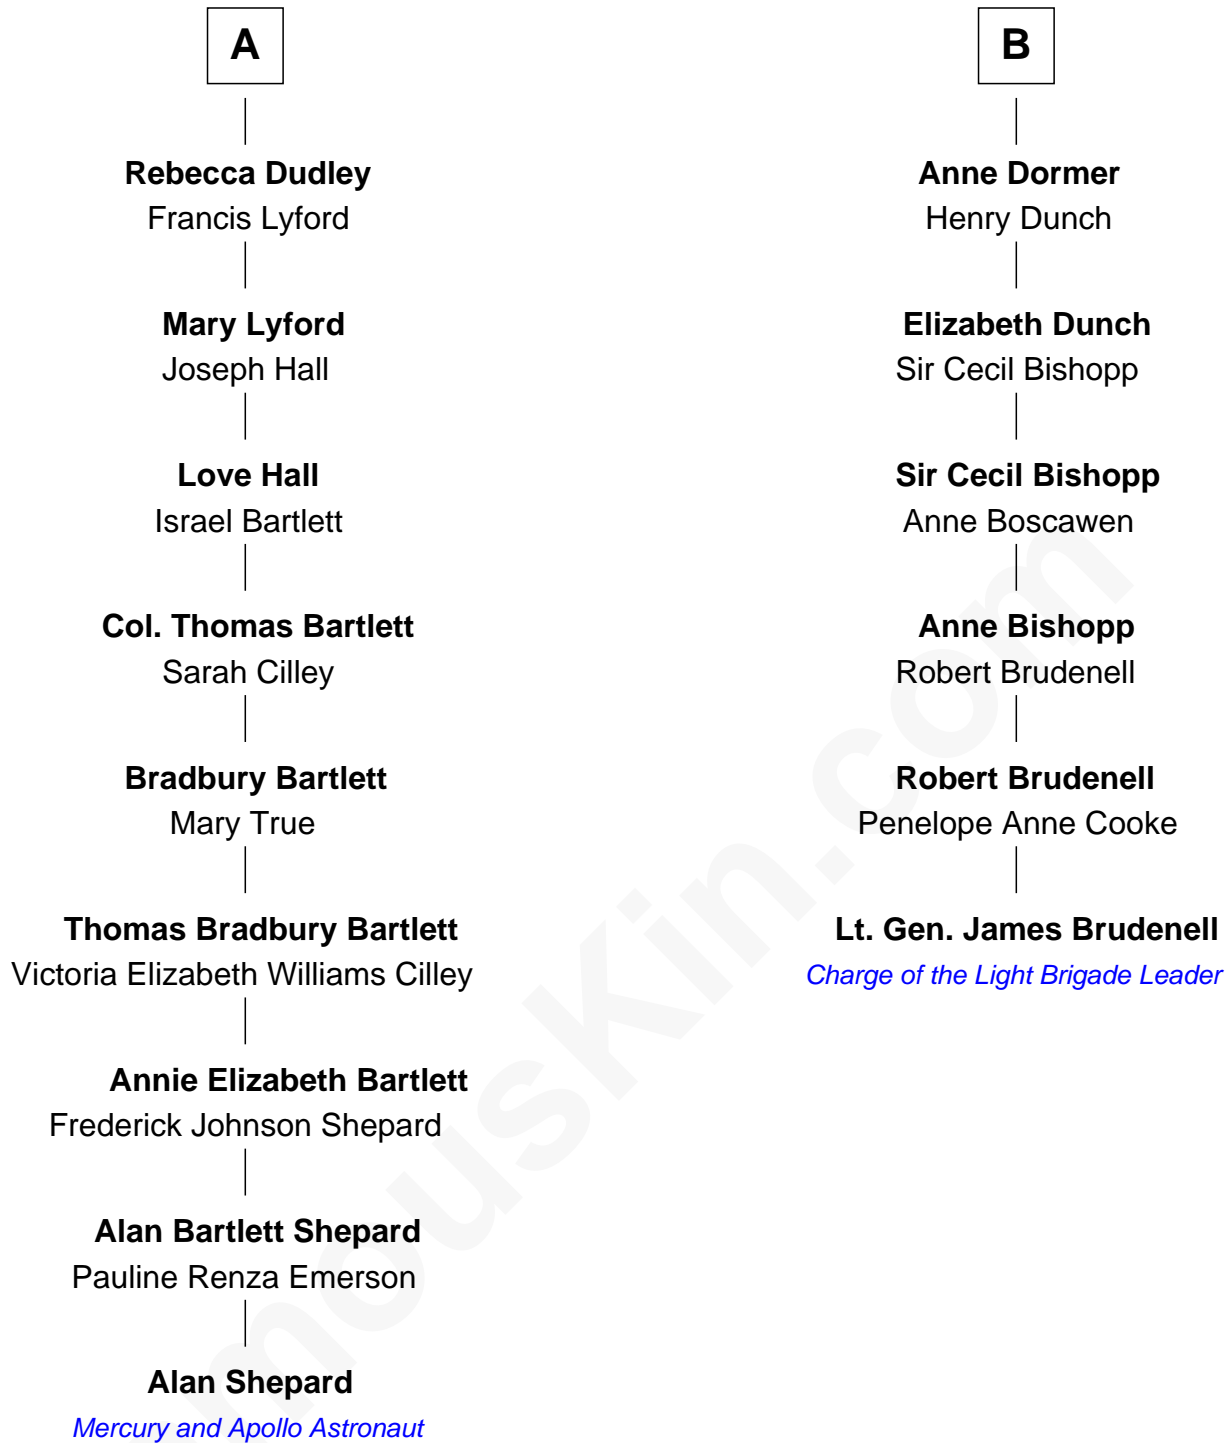 A
Rebecca Dudley
Francis Lyford
Mary Lyford
Joseph Hall
Love Hall
Israel Bartlett
Col. Thomas Bartlett
Sarah Cilley
Bradbury Bartlett
Mary True
Thomas Bradbury Bartlett
Victoria Elizabeth Williams Cilley
Annie Elizabeth Bartlett
Frederick Johnson Shepard
Alan Bartlett Shepard
Pauline Renza Emerson
Alan Shepard
Mercury and Apollo Astronaut
B
Anne Dormer
Henry Dunch
Elizabeth Dunch
Sir Cecil Bishopp
Sir Cecil Bishopp
Anne Boscawen
Anne Bishopp
Robert Brudenell
Robert Brudenell
Penelope Anne Cooke
Lt. Gen. James Brudenell
Charge of the Light Brigade Leader
mouskin.com